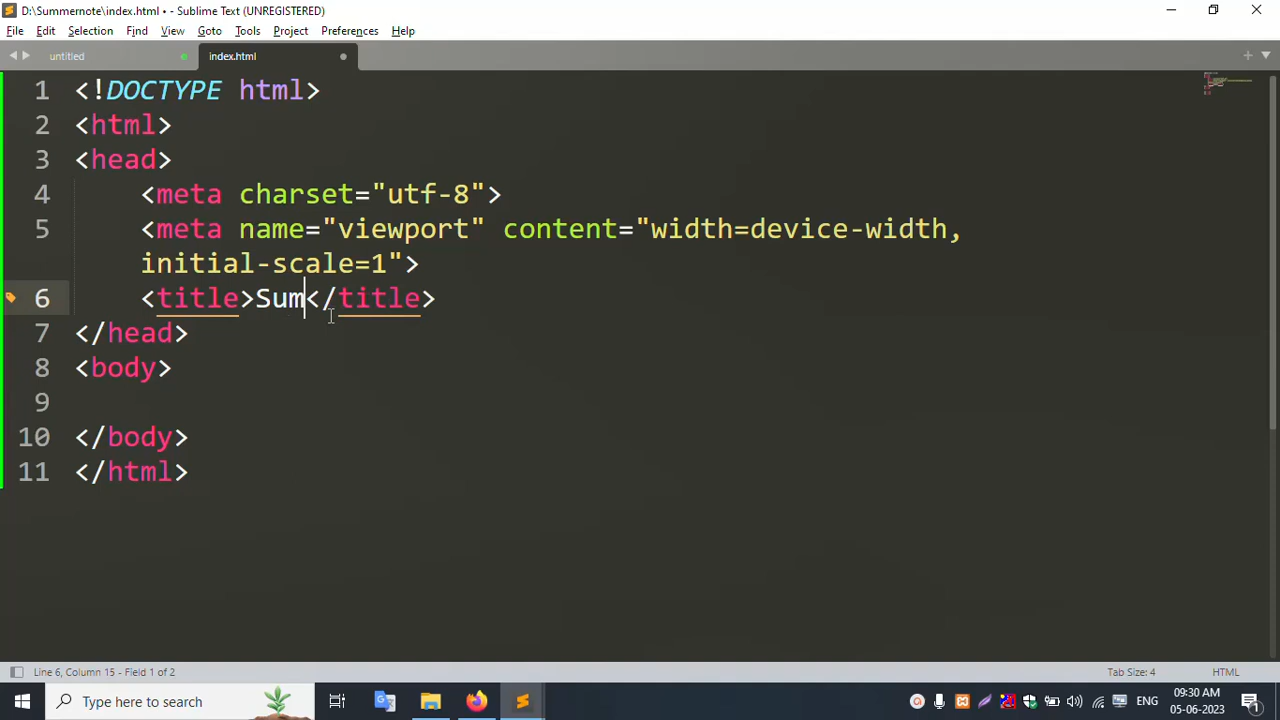 D:\Summernote\index.html • - Sublime Text (UNREGISTERED)
File Edit Selection Find View Goto Tools Project Preferences Help
untitled index.html
1 <!DOCTYPE html>
2 <html>
3 <head>
4 <meta charset="utf-8">
5 <meta name="viewport" content="width=device-width,
initial-scale=1">
6 <title>Sum</title>
7 </head>
8 <body>
9
10 </body>
11 </html>
Line 6, Column 15 - Field 1 of 2 Tab Size: 4 HTML
Type here to search ENG 09:30 AM
05-06-2023
1